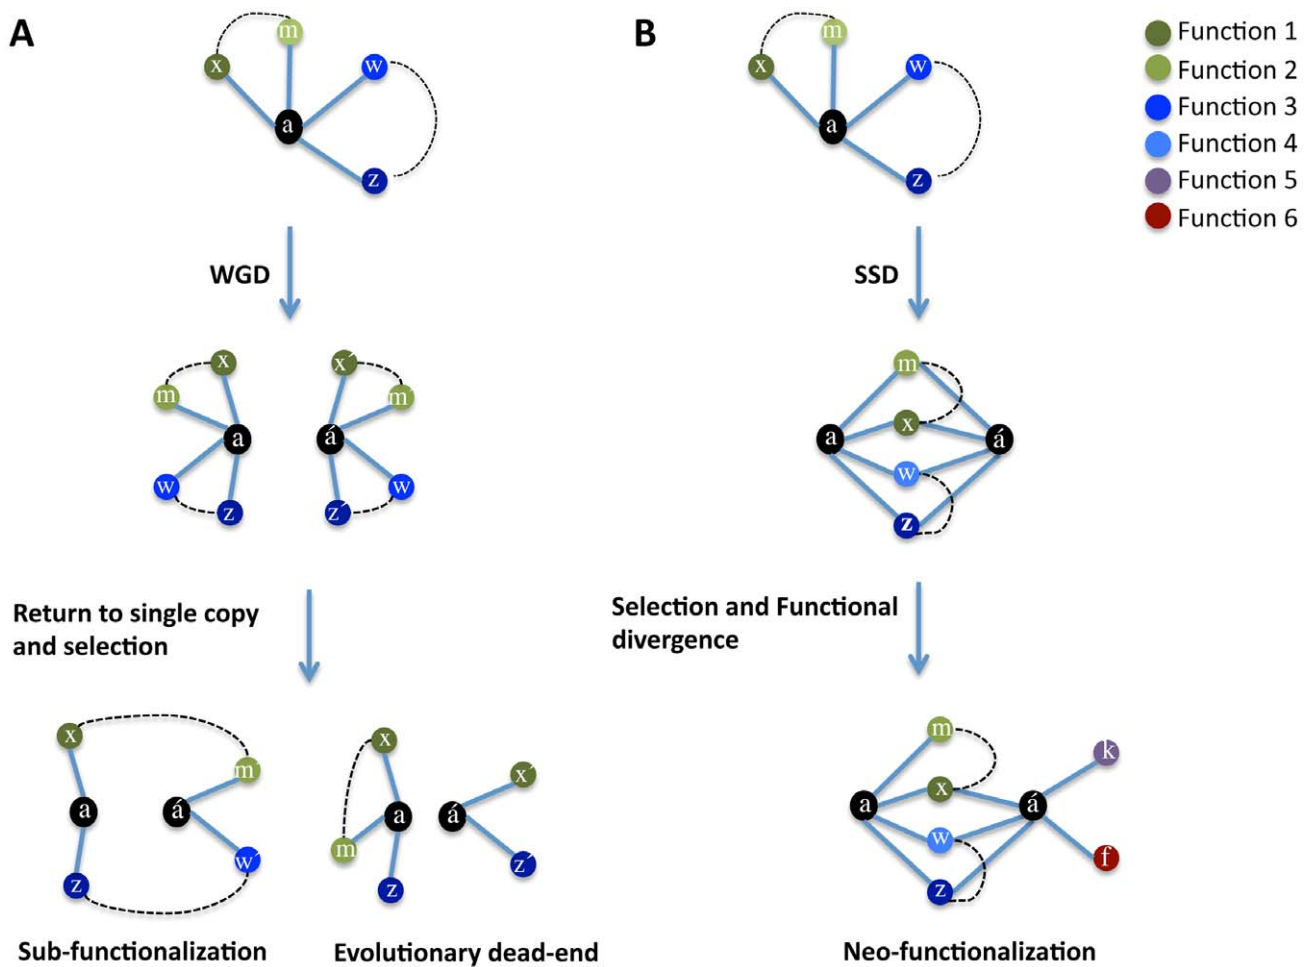 A
x
m
w
a
z
WGD
x
m
a
w
z
x´
m´
á
w
z´
Return to single copy
and selection
x
m´
a
á
w´
z
x
a
m
z
á
x´
z´
Sub-functionalization
Evolutionary dead-end
B
x
m
w
a
z
SSD
m
x
a
á
w
z
Selection and Functional
divergence
m
k
x
a
á
w
f
z
Neo-functionalization
Function 1
Function 2
Function 3
Function 4
Function 5
Function 6